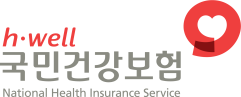 h·well
국민건강보험
National Health Insurance Service